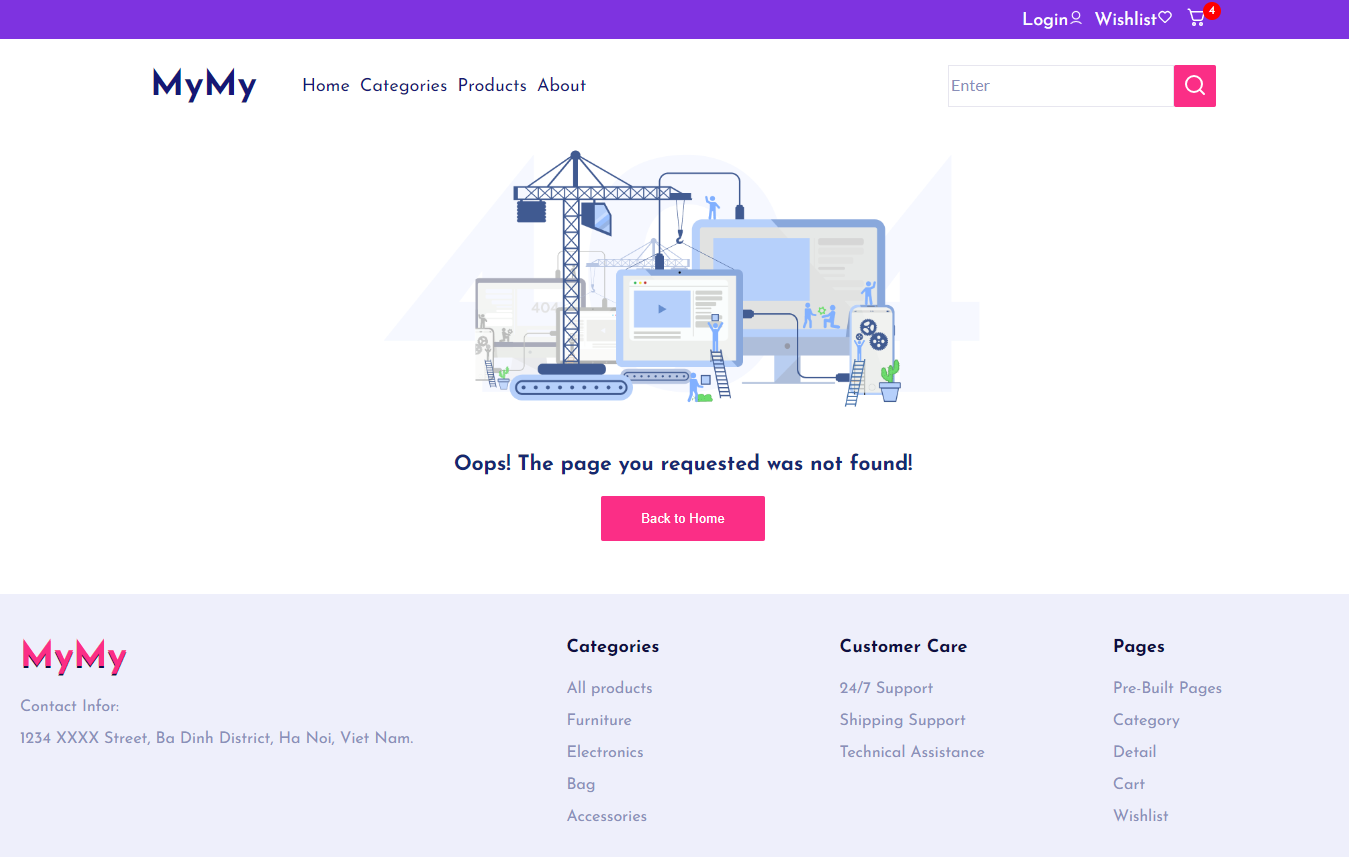 Login Wishlist 4
MyMy Home Categories Products About Enter
404
404
Oops! The page you requested was not found!
Back to Home
MyMy
Contact Infor:
1234 XXXX Street, Ba Dinh District, Ha Noi, Viet Nam.
Categories
All products
Furniture
Electronics
Bag
Accessories
Customer Care
24/7 Support
Shipping Support
Technical Assistance
Pages
Pre-Built Pages
Category
Detail
Cart
Wishlist